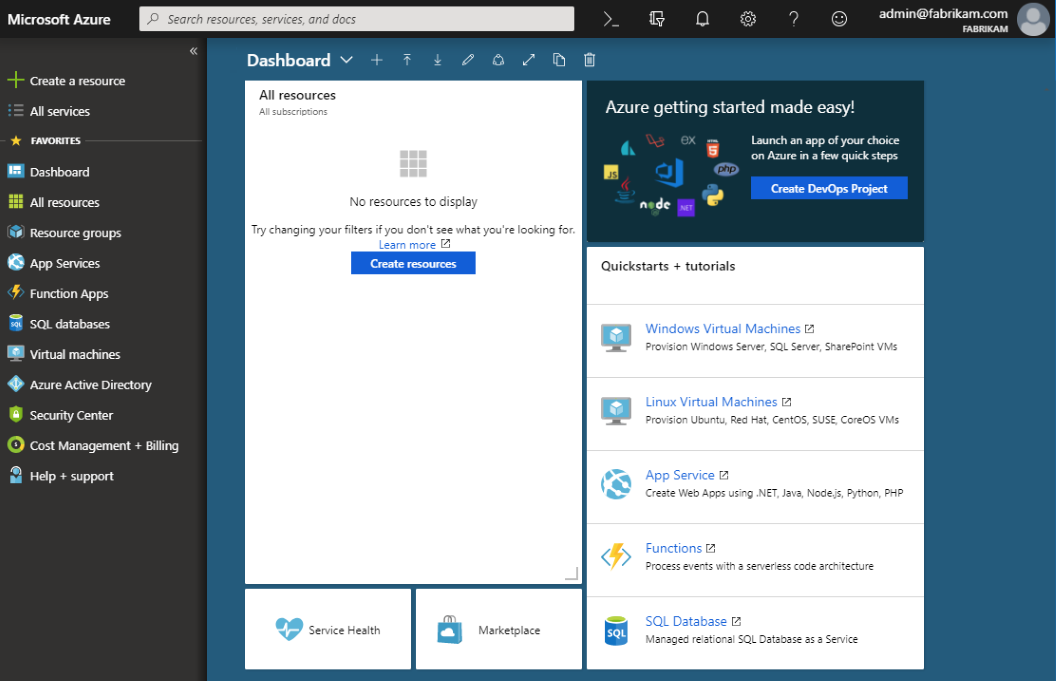 Microsoft Azure
Search resources, services, and docs
admin@fabrikam.com
FABRIKAM
«
Create a resource
All services
FAVORITES
Dashboard
All resources
Resource groups
App Services
Function Apps
SQL databases
Virtual machines
Azure Active Directory
Security Center
Cost Management + Billing
Help + support
Dashboard
All resources
All subscriptions
No resources to display
Try changing your filters if you don't see what you're looking for.
Learn more
Create resources
Service Health
Marketplace
Azure getting started made easy!
Launch an app of your choice
on Azure in a few quick steps
Create DevOps Project
ex
HTML
5
JS
php
node
.NET
Quickstarts + tutorials
Windows Virtual Machines
Provision Windows Server, SQL Server, SharePoint VMs
Linux Virtual Machines
Provision Ubuntu, Red Hat, CentOS, SUSE, CoreOS VMs
App Service
Create Web Apps using .NET, Java, Node.js, Python, PHP
Functions
Process events with a serverless code architecture
SQL
SQL Database
Managed relational SQL Database as a Service